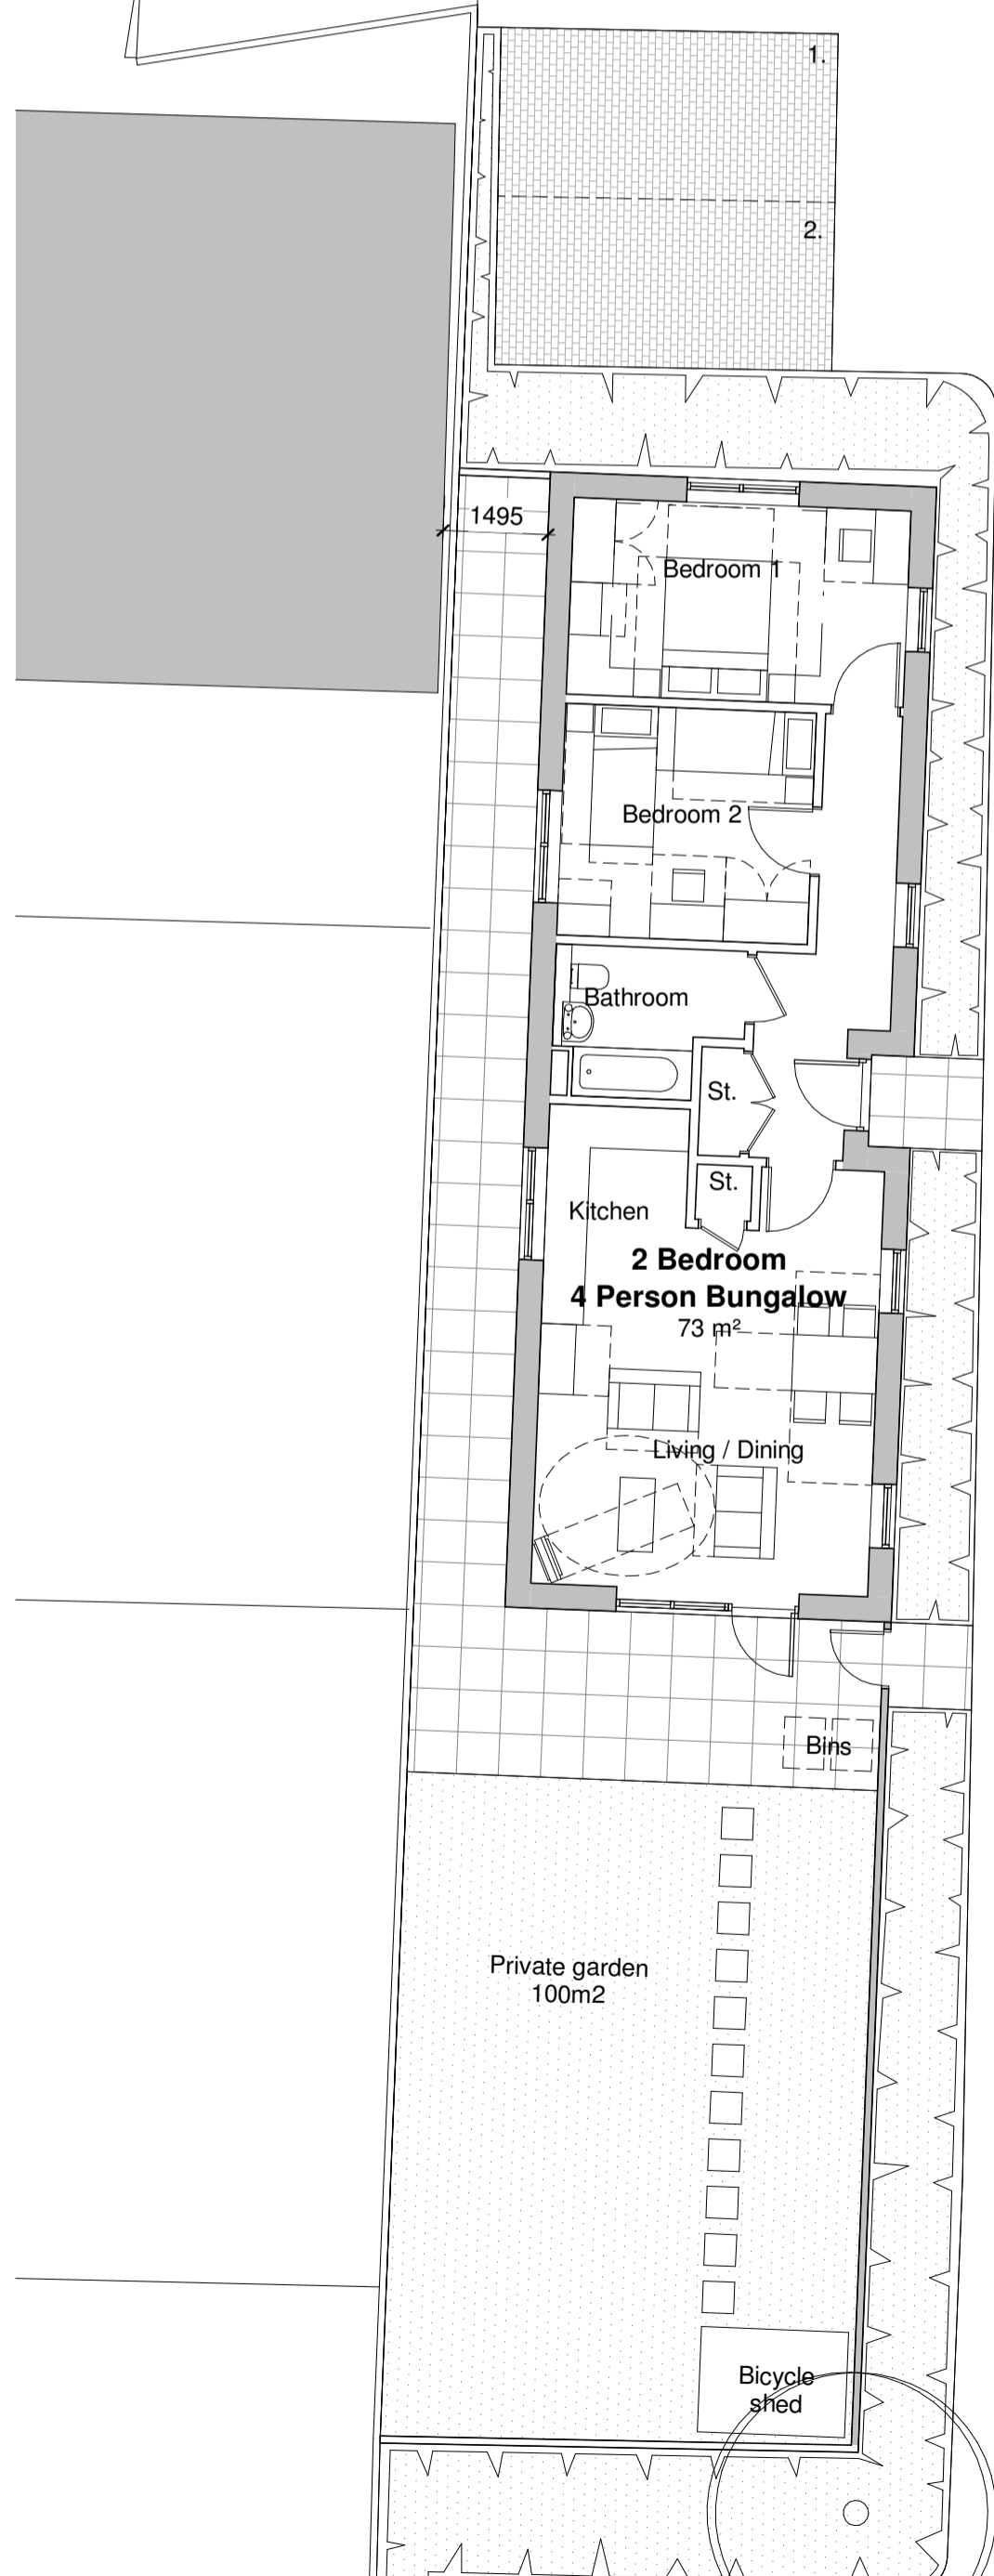 1.
2.
1495
Bedroom 1
Bedroom 2
Bathroom
St.
St.
Kitchen
2 Bedroom
4 Person Bungalow
73 m²
Living / Dining
Bins
Private garden
100m2
Bicycle
shed